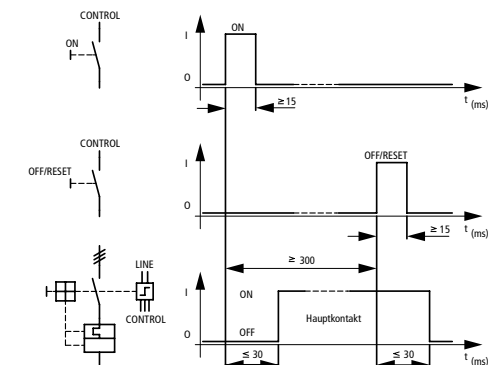 CONTROL
ON
I
ON
O
≥ 15
t (ms)
CONTROL
OFF/RESET
I
OFF/RESET
O
≥ 15
t (ms)
LINE
CONTROL
≥ 300
I
ON
Hauptkontakt
O
OFF
t (ms)
≤ 30
≤ 30